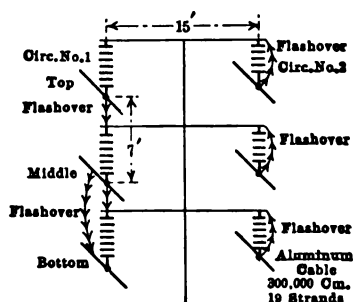 15'
Circ.No.1
Top
Flashover
7'
Middle
Flashover
Bottom
Flashover
Circ.No.2
Flashover
Flashover
Aluminum
Cable
300,000 Cm.
19 Strands